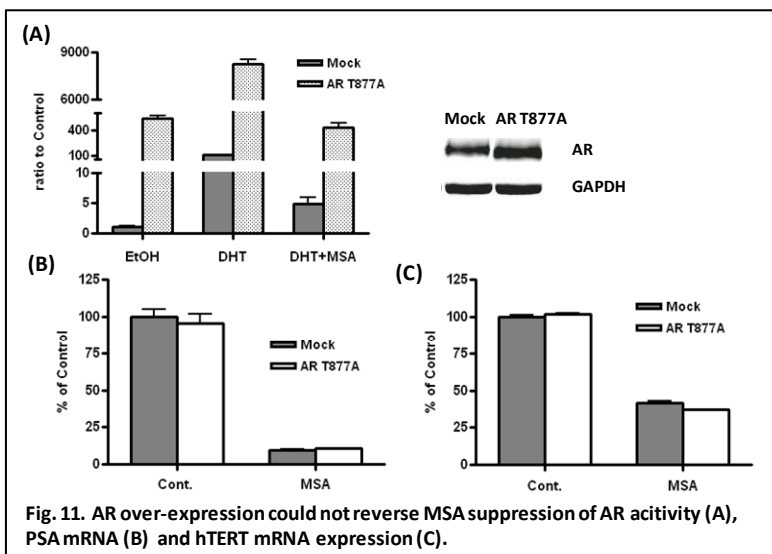 (A)
9000
6000
400
100
10
5
0
ratio to Control
Mock
AR T877A
EtOH DHT DHT+MSA
Mock AR T877A
AR
GAPDH
(B)
125
100
75
50
25
0
% of Control
Mock
AR T877A
Cont. MSA
(C)
125
100
75
50
25
0
% of Control
Mock
AR T877A
Cont. MSA
Fig. 11. AR over-expression could not reverse MSA suppression of AR acitivity (A),
PSA mRNA (B) and hTERT mRNA expression (C).